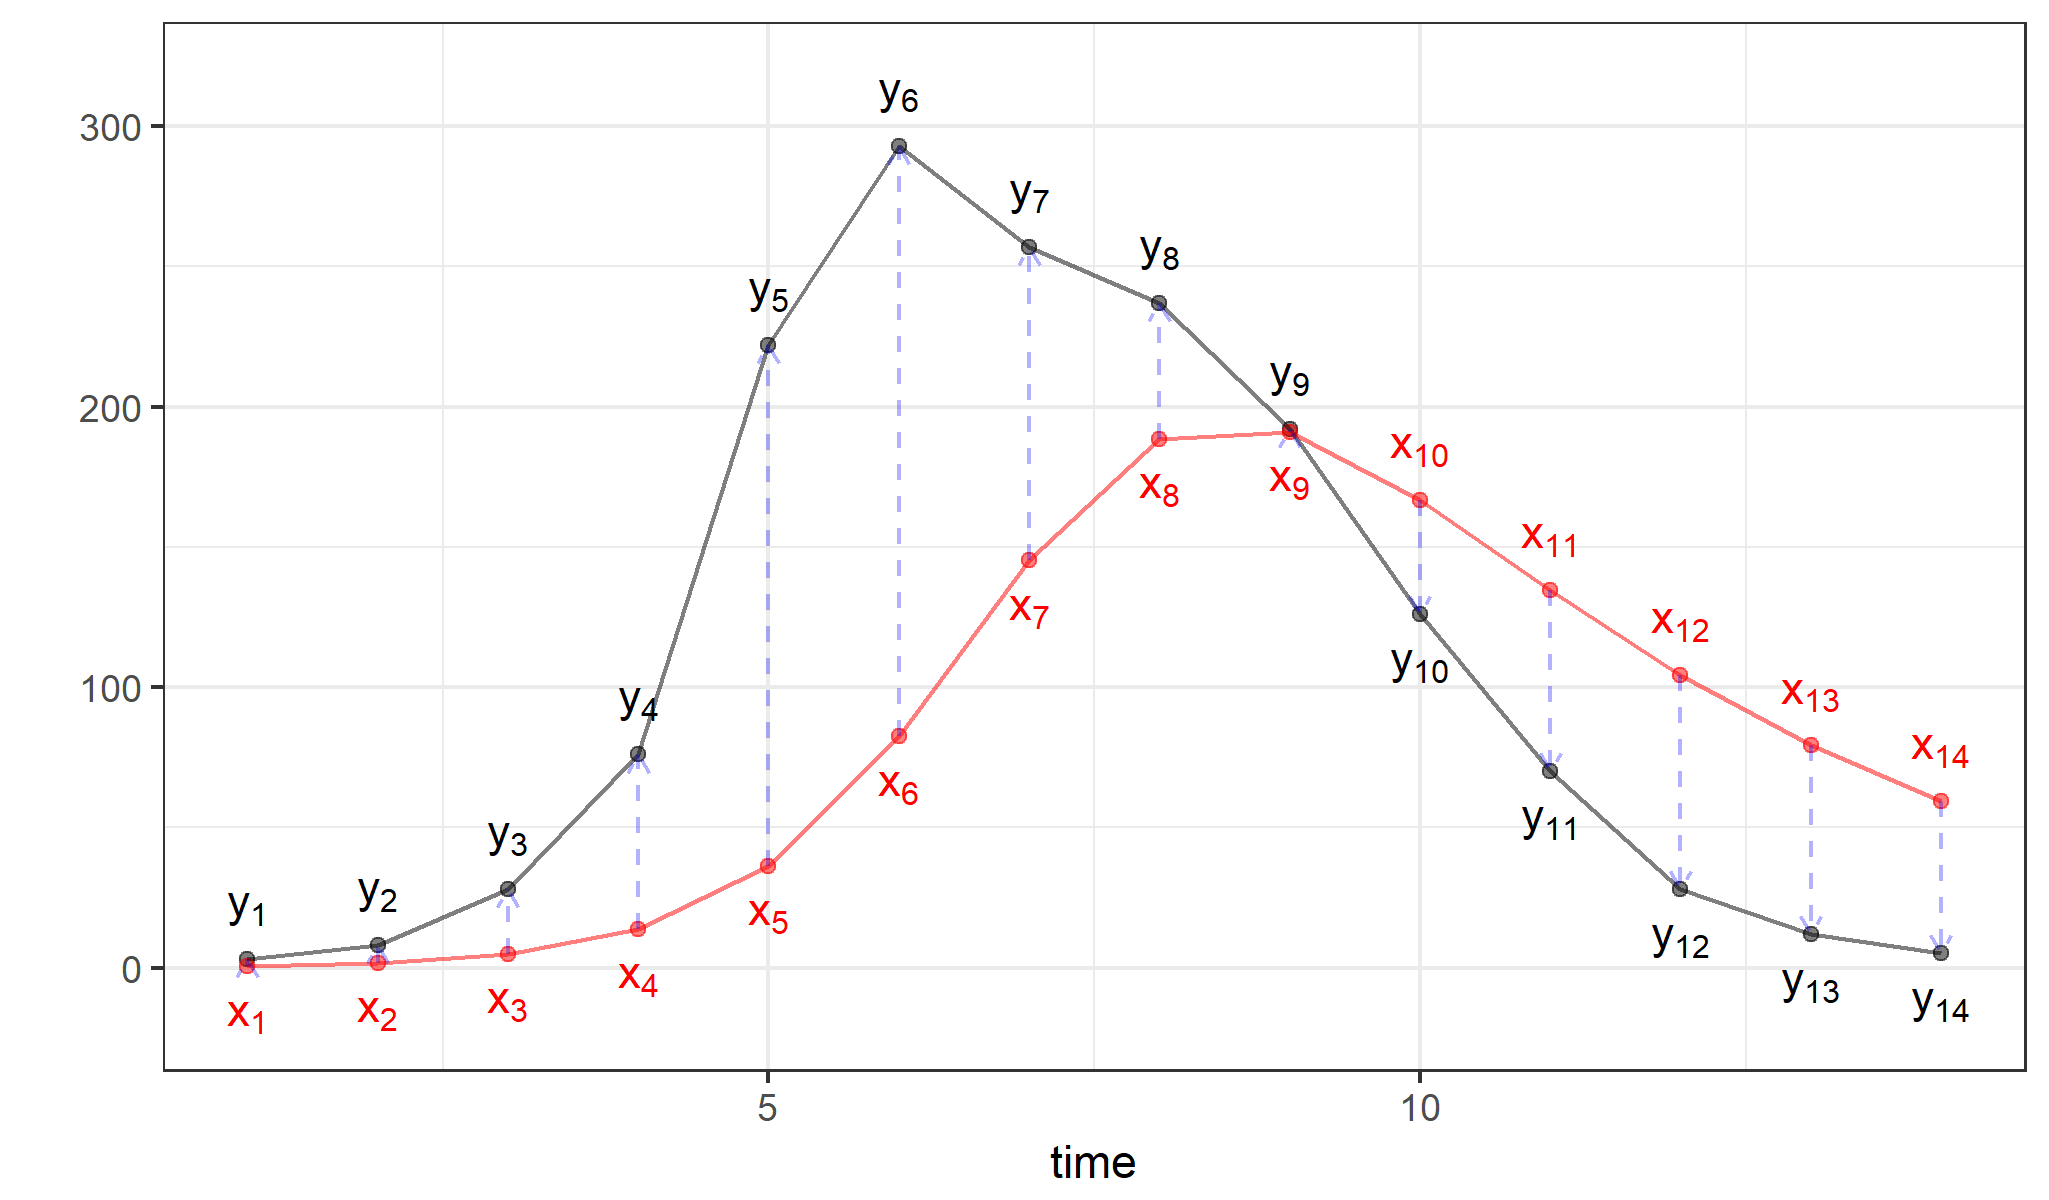 300
200
100
0
y₁
y₂
y₃
y₄
y₅
y₆
y₇
y₈
y₉
y₁₀
y₁₁
y₁₂
y₁₃
y₁₄
x₁
x₂
x₃
x₄
x₅
x₆
x₇
x₈
x₉
x₁₀
x₁₁
x₁₂
x₁₃
x₁₄
5 10
time